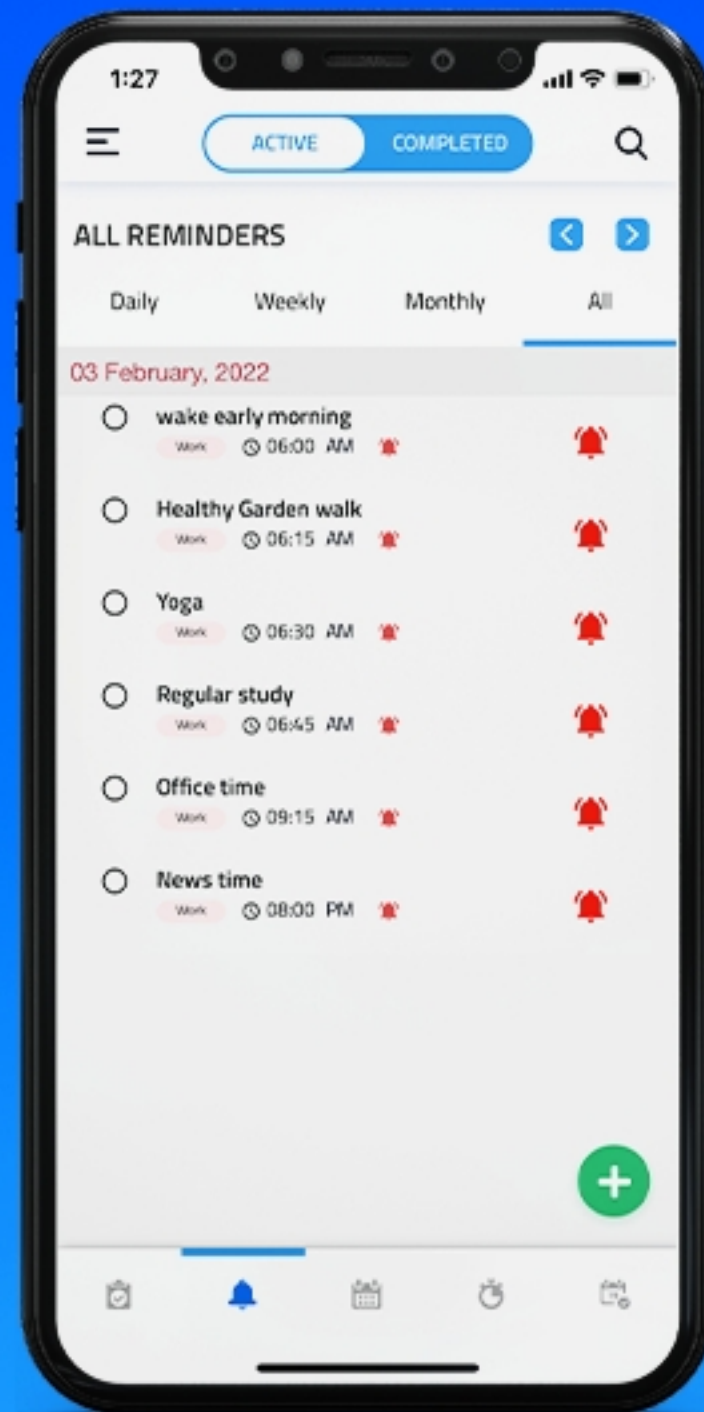 1:27
ACTIVE COMPLETED
ALL REMINDERS
Daily Weekly Monthly All
03 February, 2022
wake early morning
Work 06:00 AM
Healthy Garden walk
Work 06:15 AM
Yoga
Work 06:30 AM
Regular study
Work 06:45 AM
Office time
Work 09:15 AM
News time
Work 08:00 PM